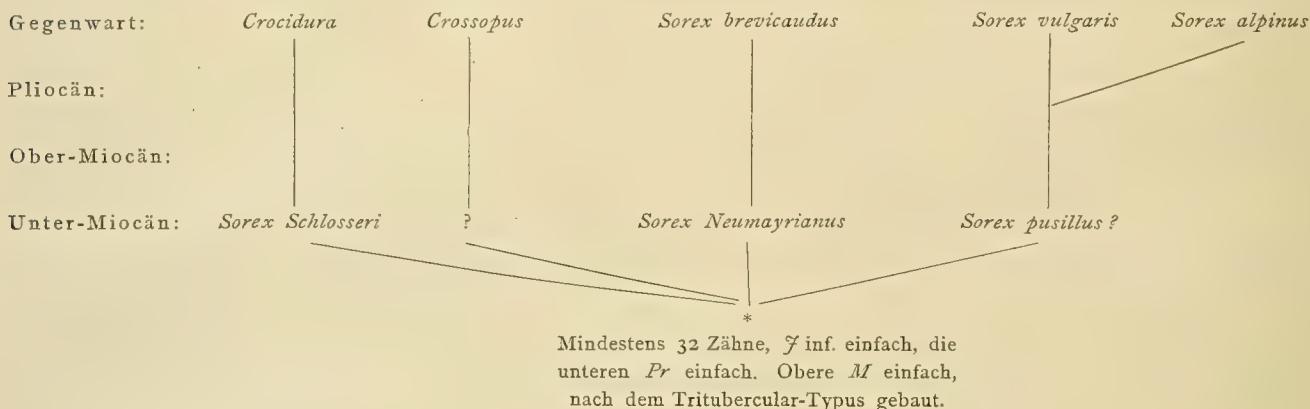 Gegenwart: Crocidura Crossopus Sorex brevicaudus Sorex vulgaris Sorex alpinus
Pliocän:
Ober-Miocän:
Unter-Miocän: Sorex Schlosseri ? Sorex Neumayrianus Sorex pusillus ?
*
Mindestens 32 Zähne, J inf. einfach, die
unteren Pr einfach. Obere M einfach,
nach dem Tritubercular-Typus gebaut.